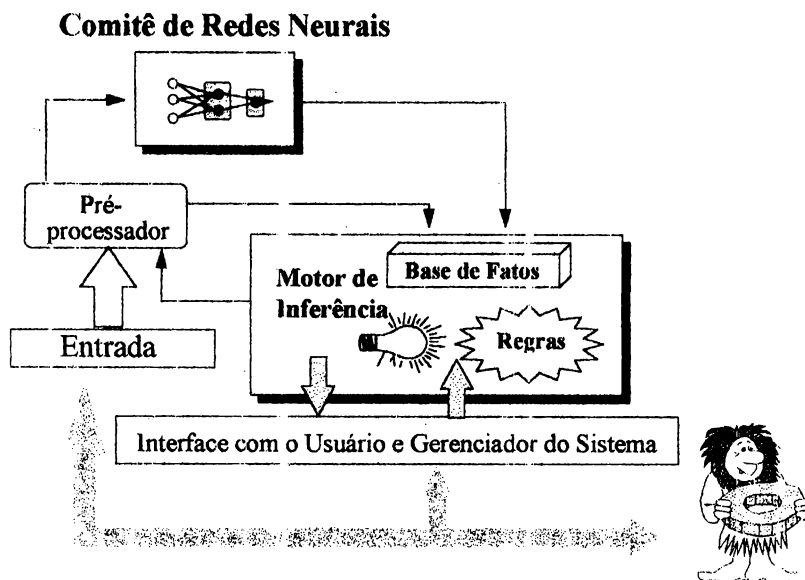 Comitê de Redes Neurais
Pré-
processador
Base de Fatos
Motor de
Inferência
Regras
Entrada
Interface com o Usuário e Gerenciador do Sistema